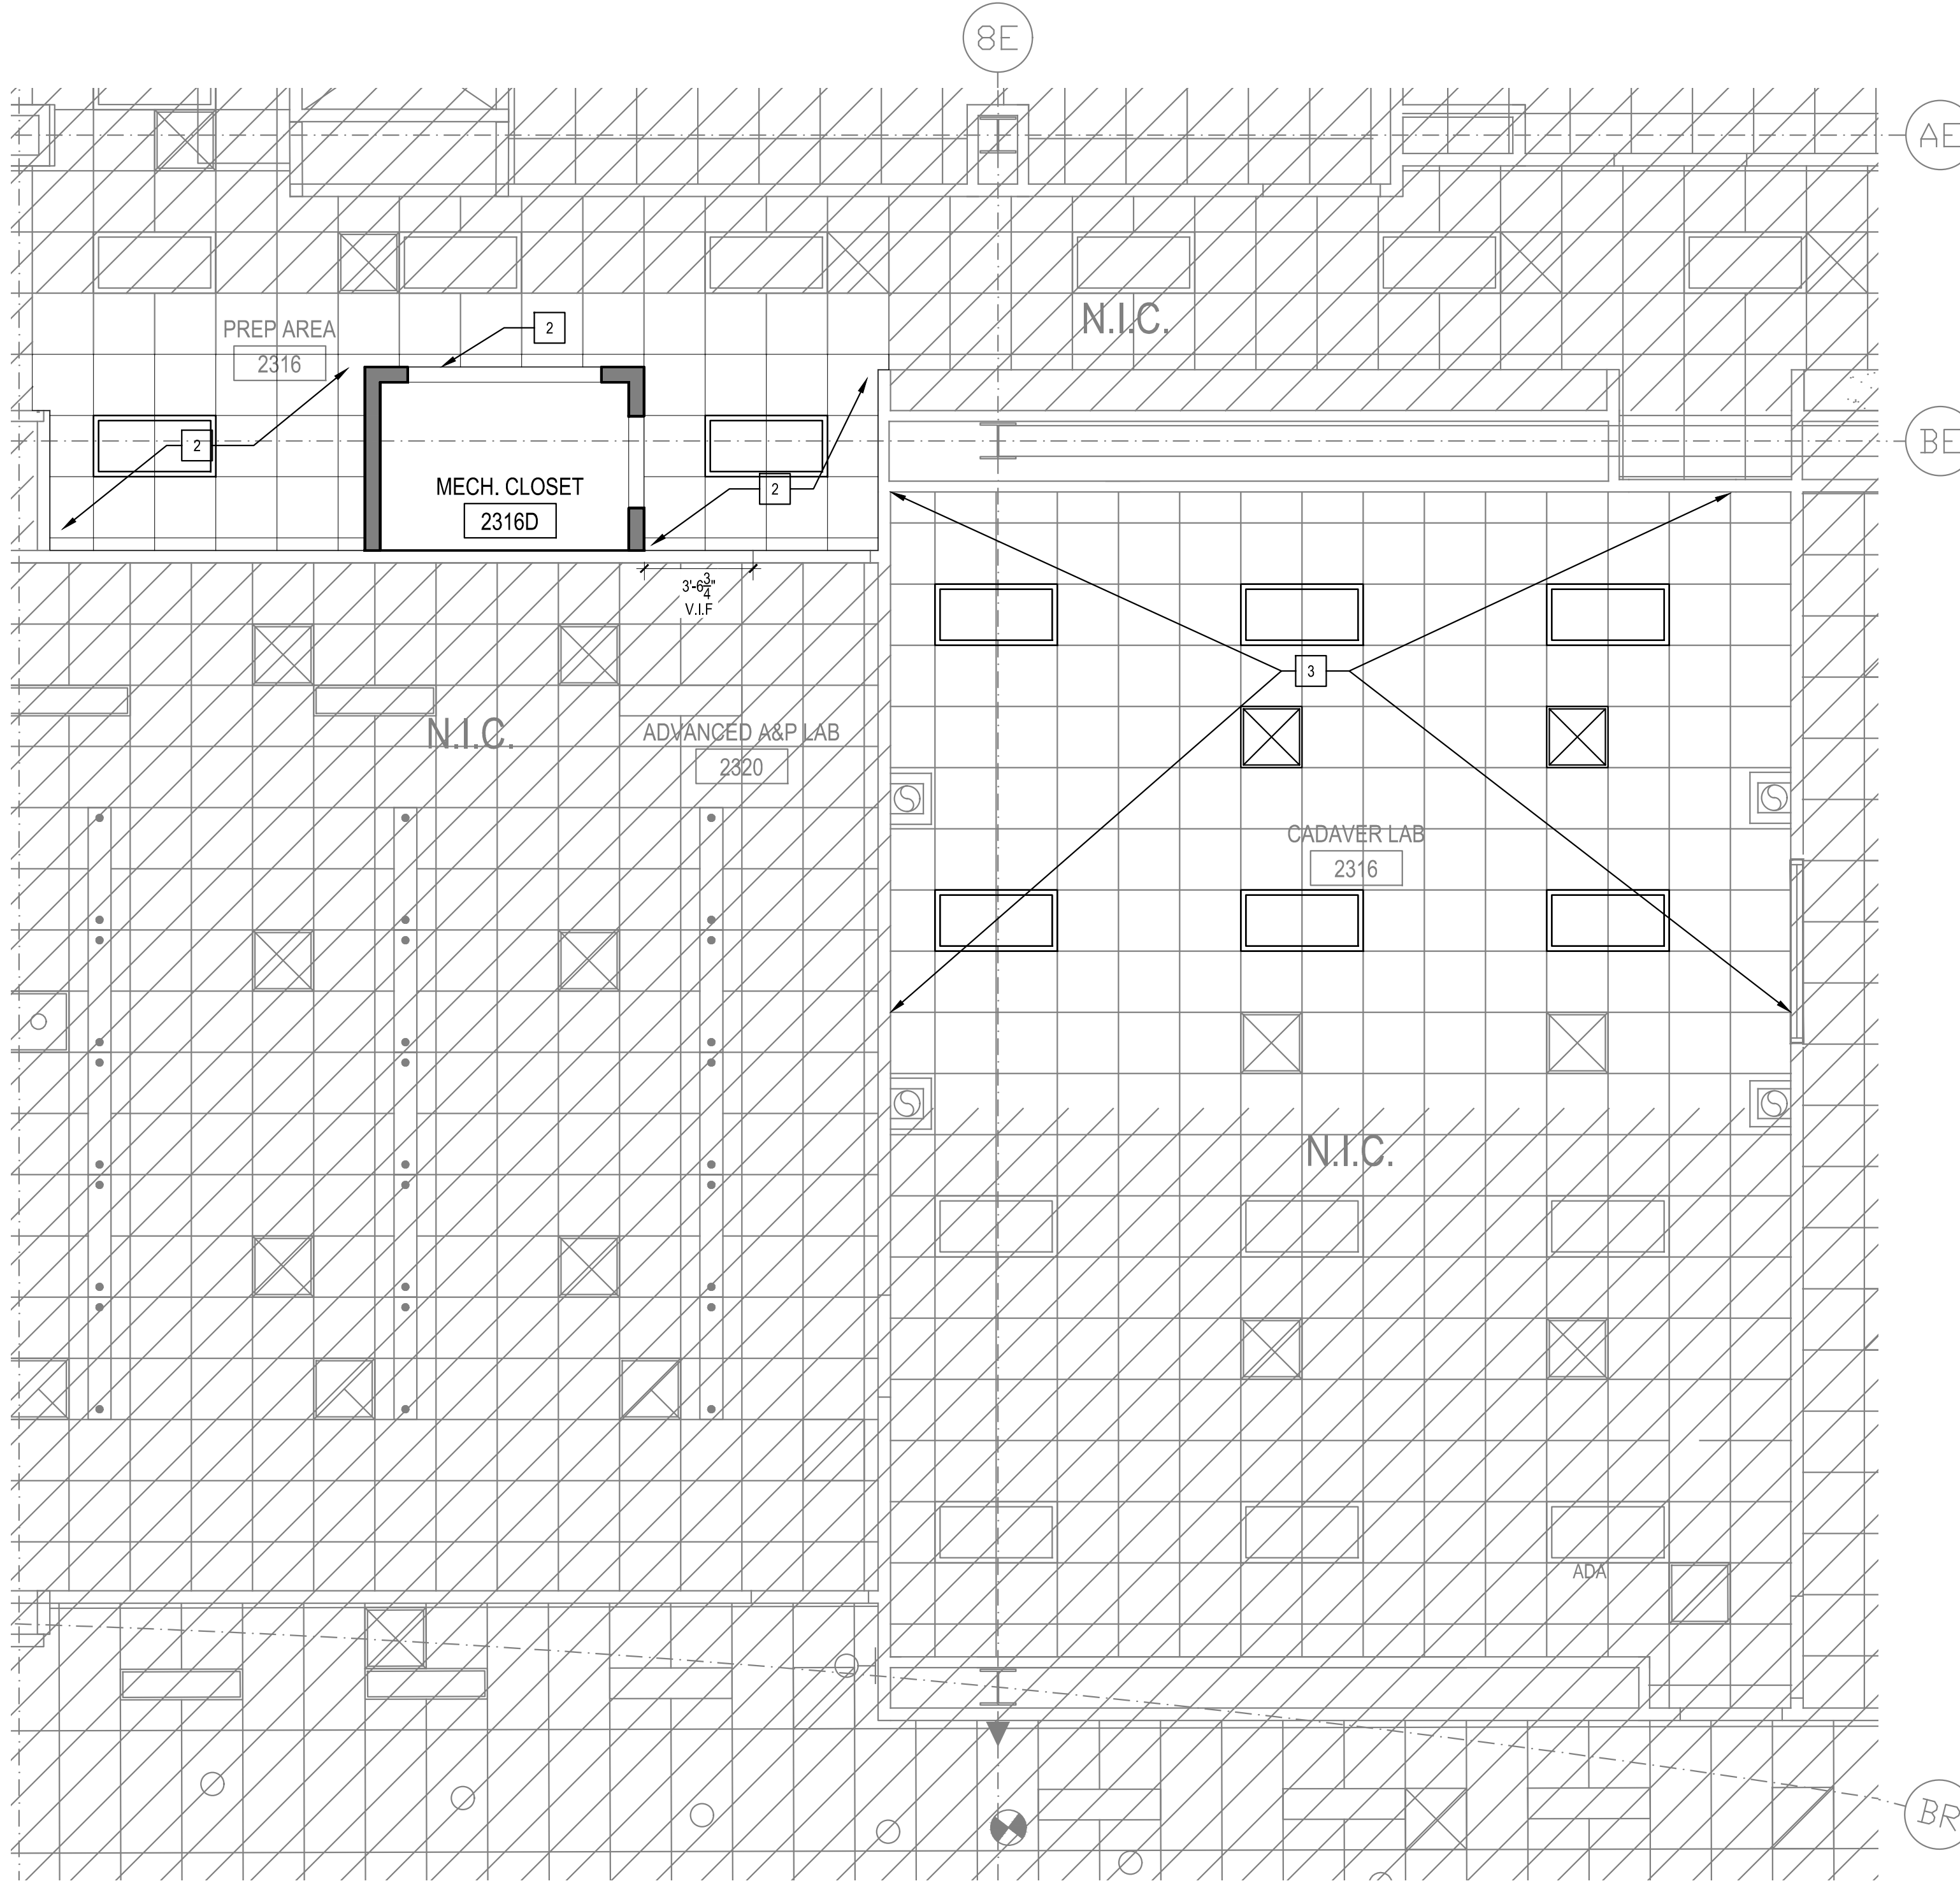 8E
AE
N.I.C.
PREP AREA
2316
2
2
BE
MECH. CLOSET
2316D
2
3'-6 3/4"
V.I.F
3
N.I.C.
ADVANCED A&P LAB
2320
CADAVER LAB
2316
N.I.C.
ADA
BR